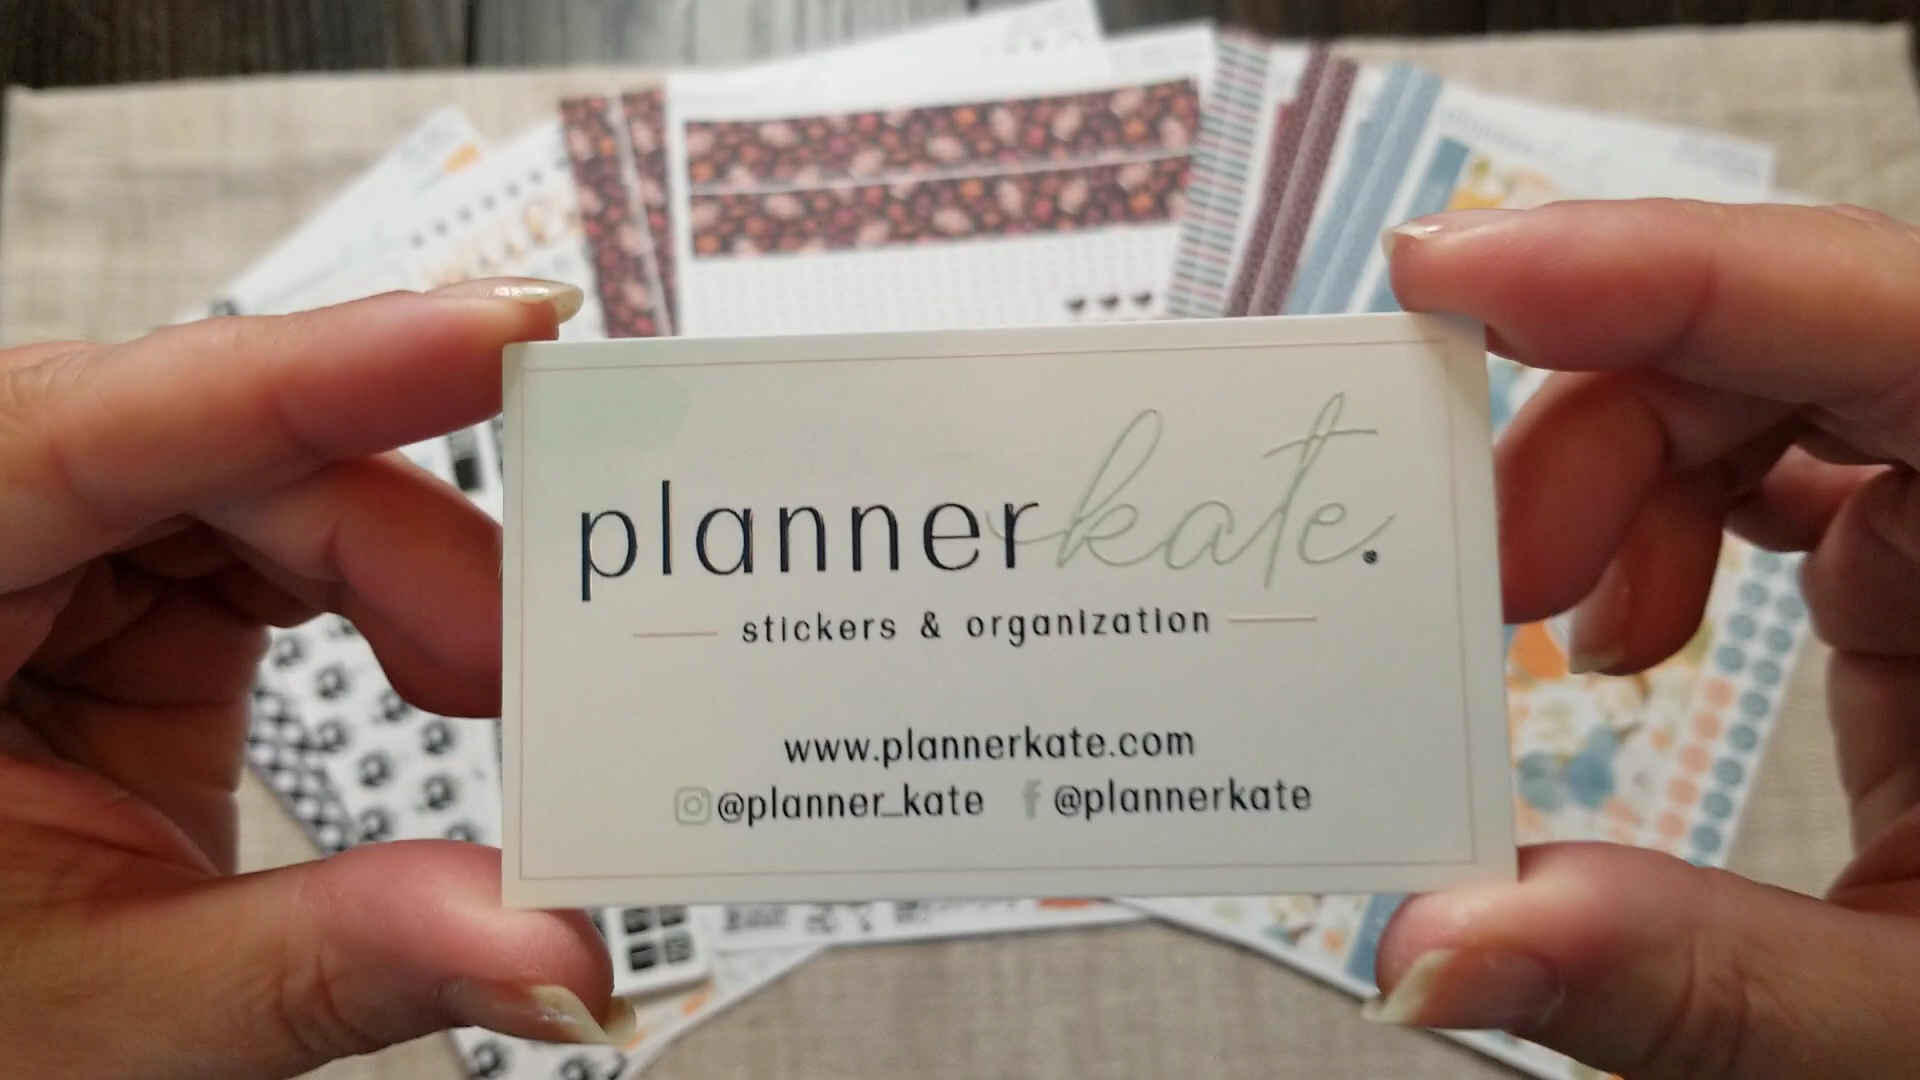 plannerkate.
stickers & organization
www.plannerkate.com
@planner_kate @plannerkate